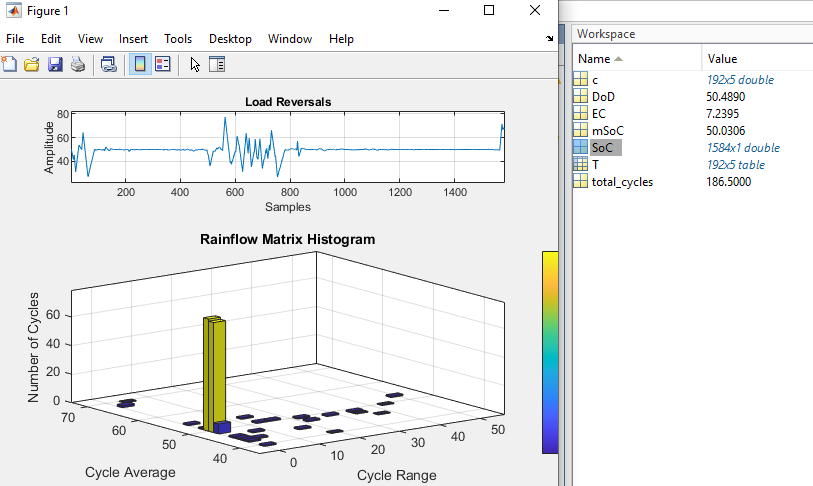 Figure 1
File Edit View Insert Tools Desktop Window Help
Load Reversals
80
60
40
Amplitude
200 400 600 800 1000 1200 1400
Samples
Rainflow Matrix Histogram
60
40
20
0
Number of Cycles
70 60 50 40
Cycle Average
0 10 20 30 40 50
Cycle Range
Workspace
Name Value
c 192x5 double
DoD 50.4890
EC 7.2395
mSoC 50.0306
SoC 1584x1 double
T 192x5 table
total_cycles 186.5000